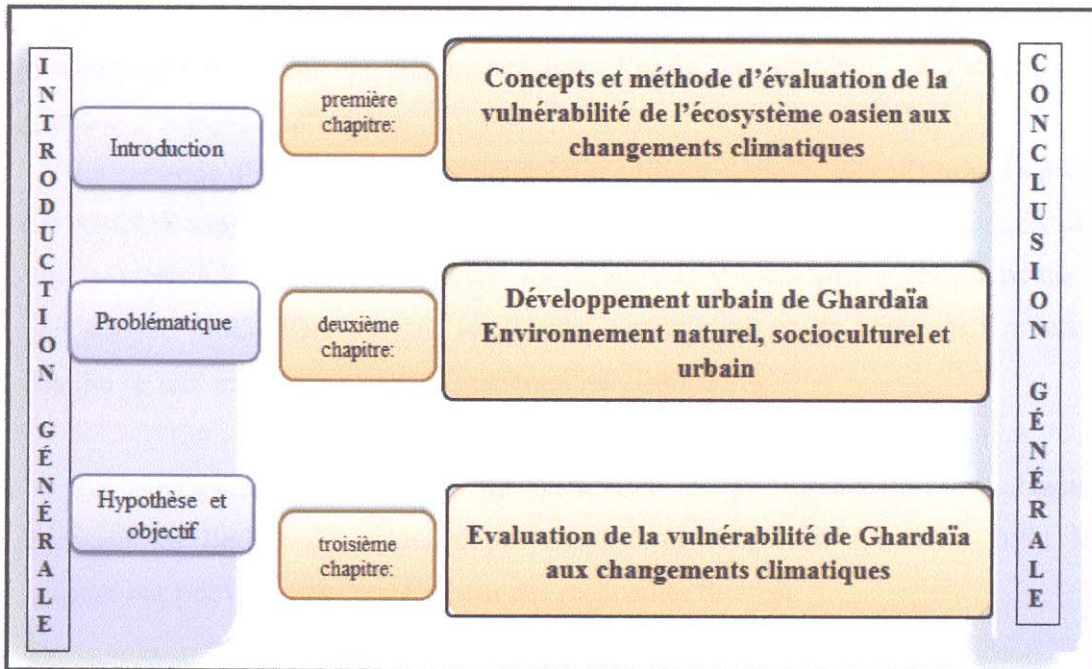 INTRODUCTION GÉNÉRALE
Introduction
Problématique
Hypothèse et
objectif
première
chapitre:
Concepts et méthode d'évaluation de la
vulnérabilité de l'écosystème oasien aux
changements climatiques
deuxième
chapitre:
Développement urbain de Ghardaïa
Environnement naturel, socioculturel et
urbain
troisième
chapitre:
Evaluation de la vulnérabilité de Ghardaïa
aux changements climatiques
CONCLUSION GÉNÉRALE